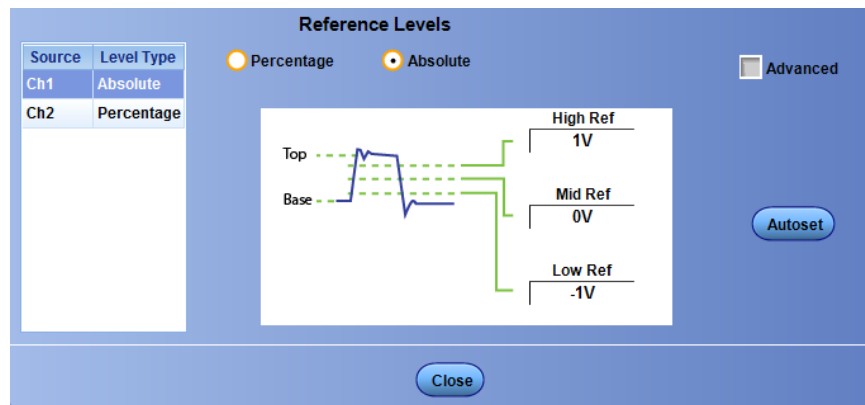 Reference Levels
Source Level Type
Ch1 Absolute
Ch2 Percentage
Percentage Absolute
Advanced
Top
Base
High Ref
1V
Mid Ref
0V
Low Ref
-1V
Autoset
Close